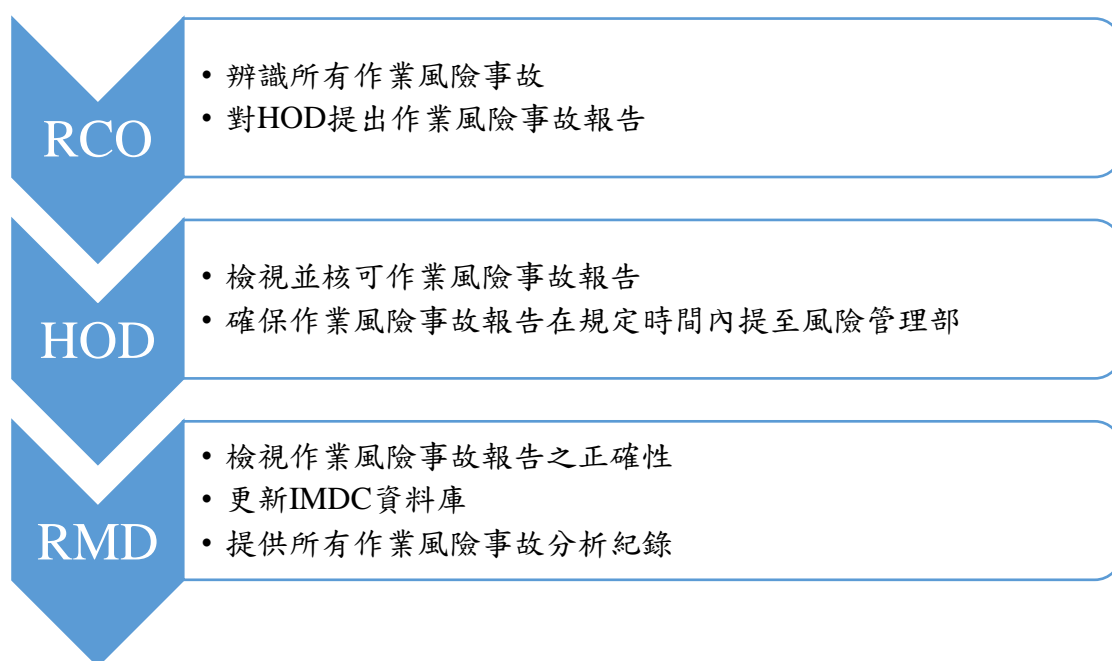 RCO
• 辨識所有作業風險事故
• 對HOD提出作業風險事故報告
HOD
• 檢視並核可作業風險事故報告
• 確保作業風險事故報告在規定時間內提至風險管理部
RMD
• 檢視作業風險事故報告之正確性
• 更新IMDC資料庫
• 提供所有作業風險事故分析紀錄